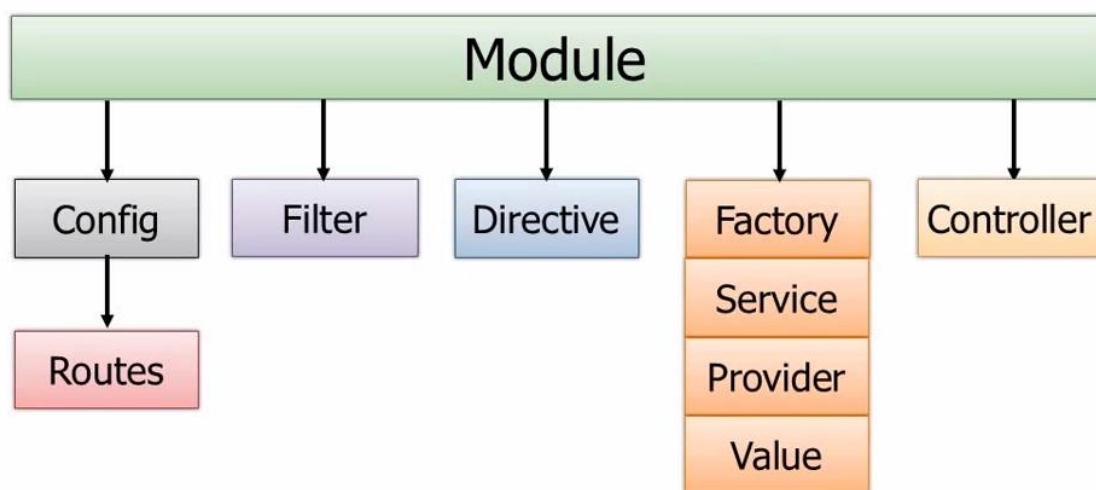 Module
Config
Filter
Directive
Factory
Controller
Service
Routes
Provider
Value